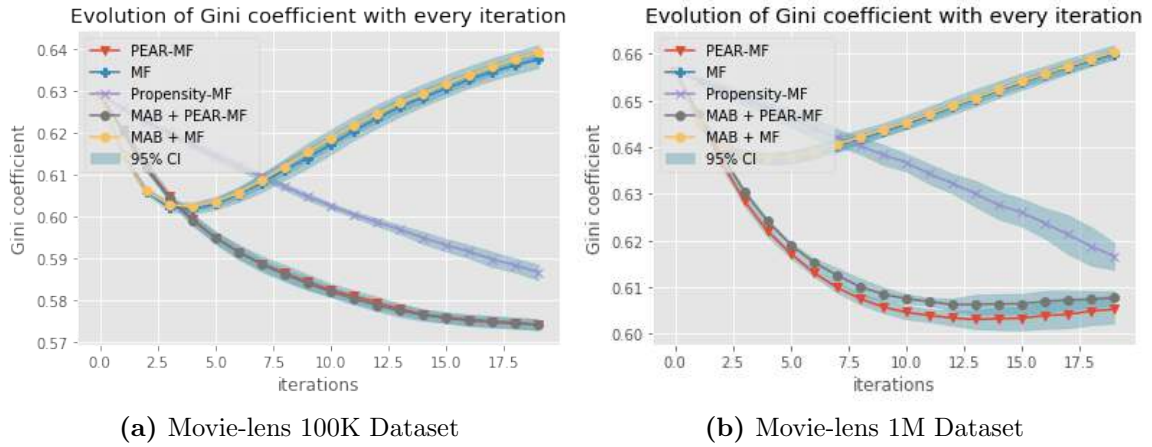 Evolution of Gini coefficient with every iteration
0.64
0.63
0.62
0.61
0.60
0.59
0.58
0.57
Gini coefficient
PEAR-MF
MF
Propensity-MF
MAB + PEAR-MF
MAB + MF
95% CI
0.0 2.5 5.0 7.5 10.0 12.5 15.0 17.5
iterations
(a) Movie-lens 100K Dataset
Evolution of Gini coefficient with every iteration
0.66
0.65
0.64
0.63
0.62
0.61
0.60
Gini coefficient
PEAR-MF
MF
Propensity-MF
MAB + PEAR-MF
MAB + MF
95% CI
0.0 2.5 5.0 7.5 10.0 12.5 15.0 17.5
iterations
(b) Movie-lens 1M Dataset